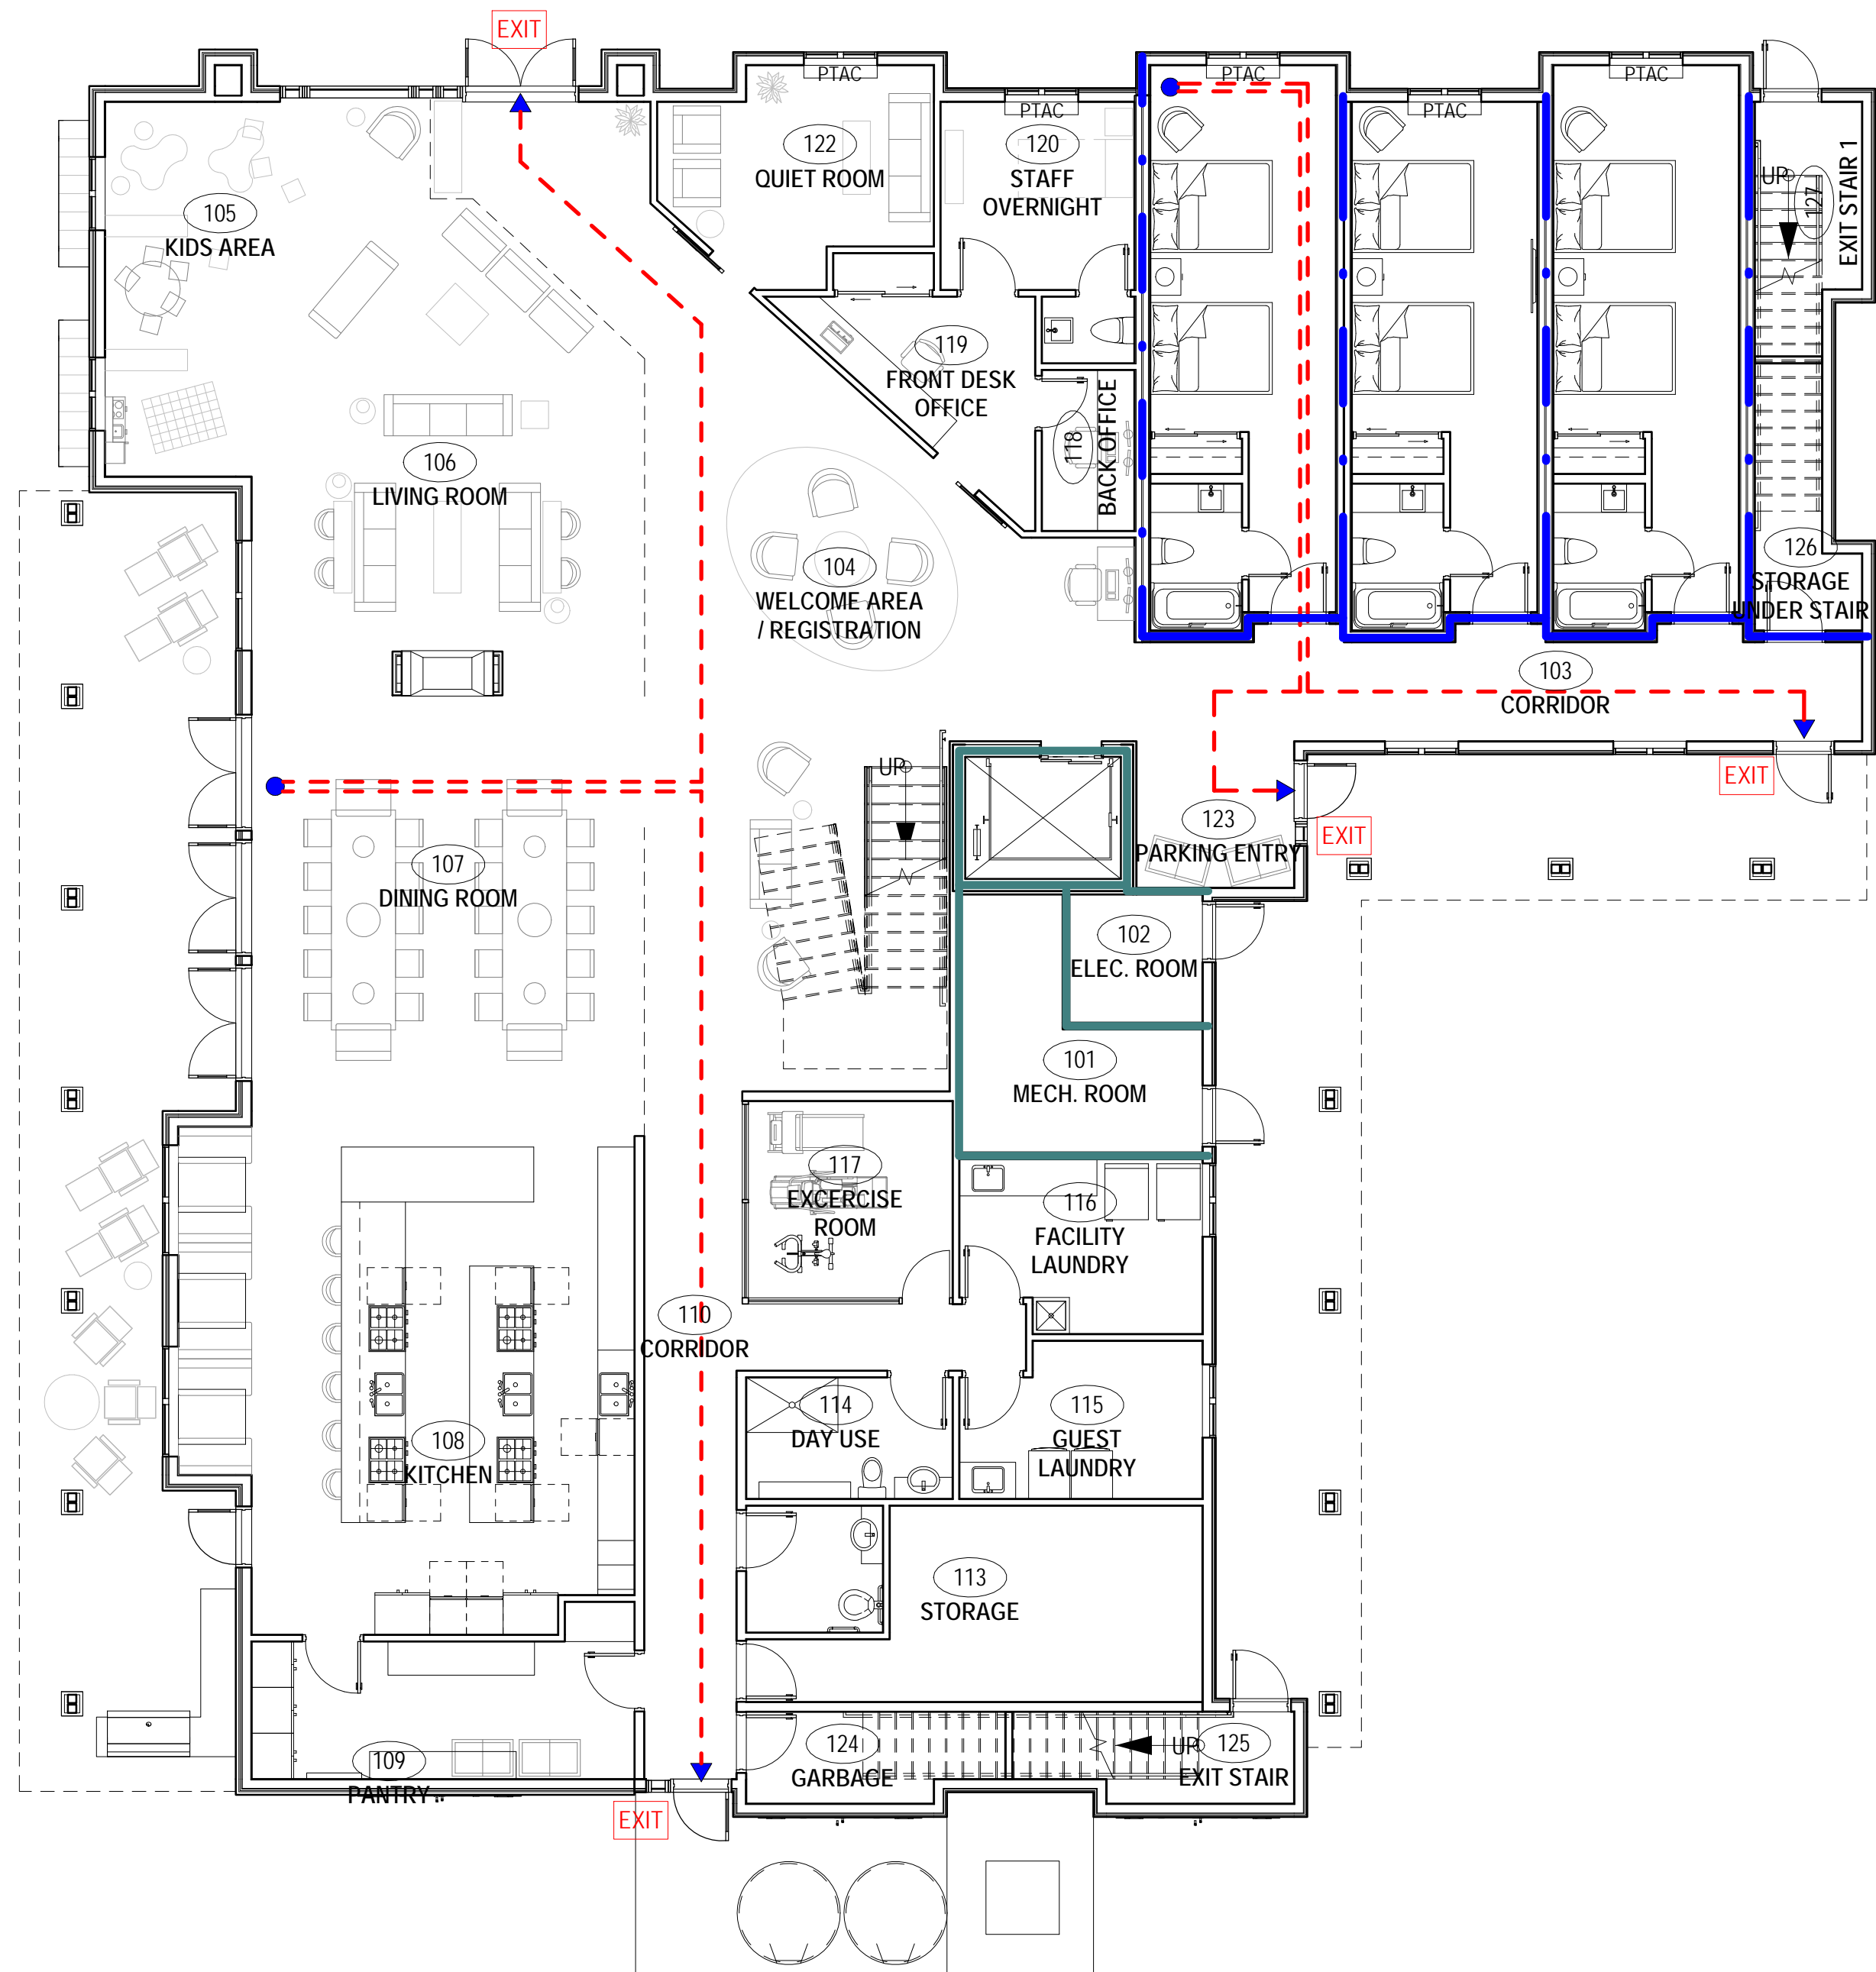 EXIT
PTAC
PTAC
PTAC
PTAC
PTAC
122
QUIET ROOM
120
STAFF
OVERNIGHT
105
KIDS AREA
UP
127
EXIT STAIR 1
119
FRONT DESK
OFFICE
118
BACK OFFICE
106
LIVING ROOM
104
WELCOME AREA
/ REGISTRATION
126
STORAGE
UNDER STAIR
103
CORRIDOR
UP
EXIT
123
PARKING ENTRY
EXIT
107
DINING ROOM
102
ELEC. ROOM
101
MECH. ROOM
117
EXCERCISE
ROOM
116
FACILITY
LAUNDRY
110
CORRIDOR
114
DAY USE
115
GUEST
LAUNDRY
108
KITCHEN
113
STORAGE
124
GARBAGE
UP
125
EXIT STAIR
109
PANTRY
EXIT